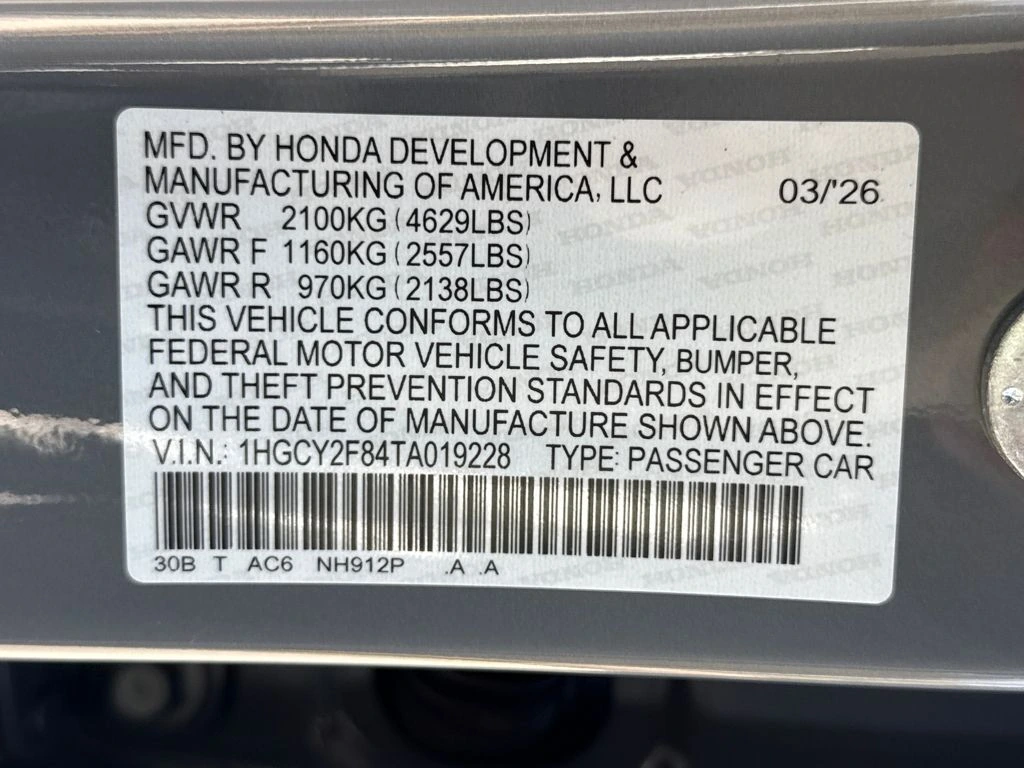 MFD. BY HONDA DEVELOPMENT &
MANUFACTURING OF AMERICA, LLC 03/'26
GVWR 2100KG (4629LBS)
GAWR F 1160KG (2557LBS)
GAWR R 970KG (2138LBS)
THIS VEHICLE CONFORMS TO ALL APPLICABLE
FEDERAL MOTOR VEHICLE SAFETY, BUMPER,
AND THEFT PREVENTION STANDARDS IN EFFECT
ON THE DATE OF MANUFACTURE SHOWN ABOVE.
V.I.N.: 1HGCY2F84TA019228 TYPE: PASSENGER CAR
30B T AC6 NH912P .A .A